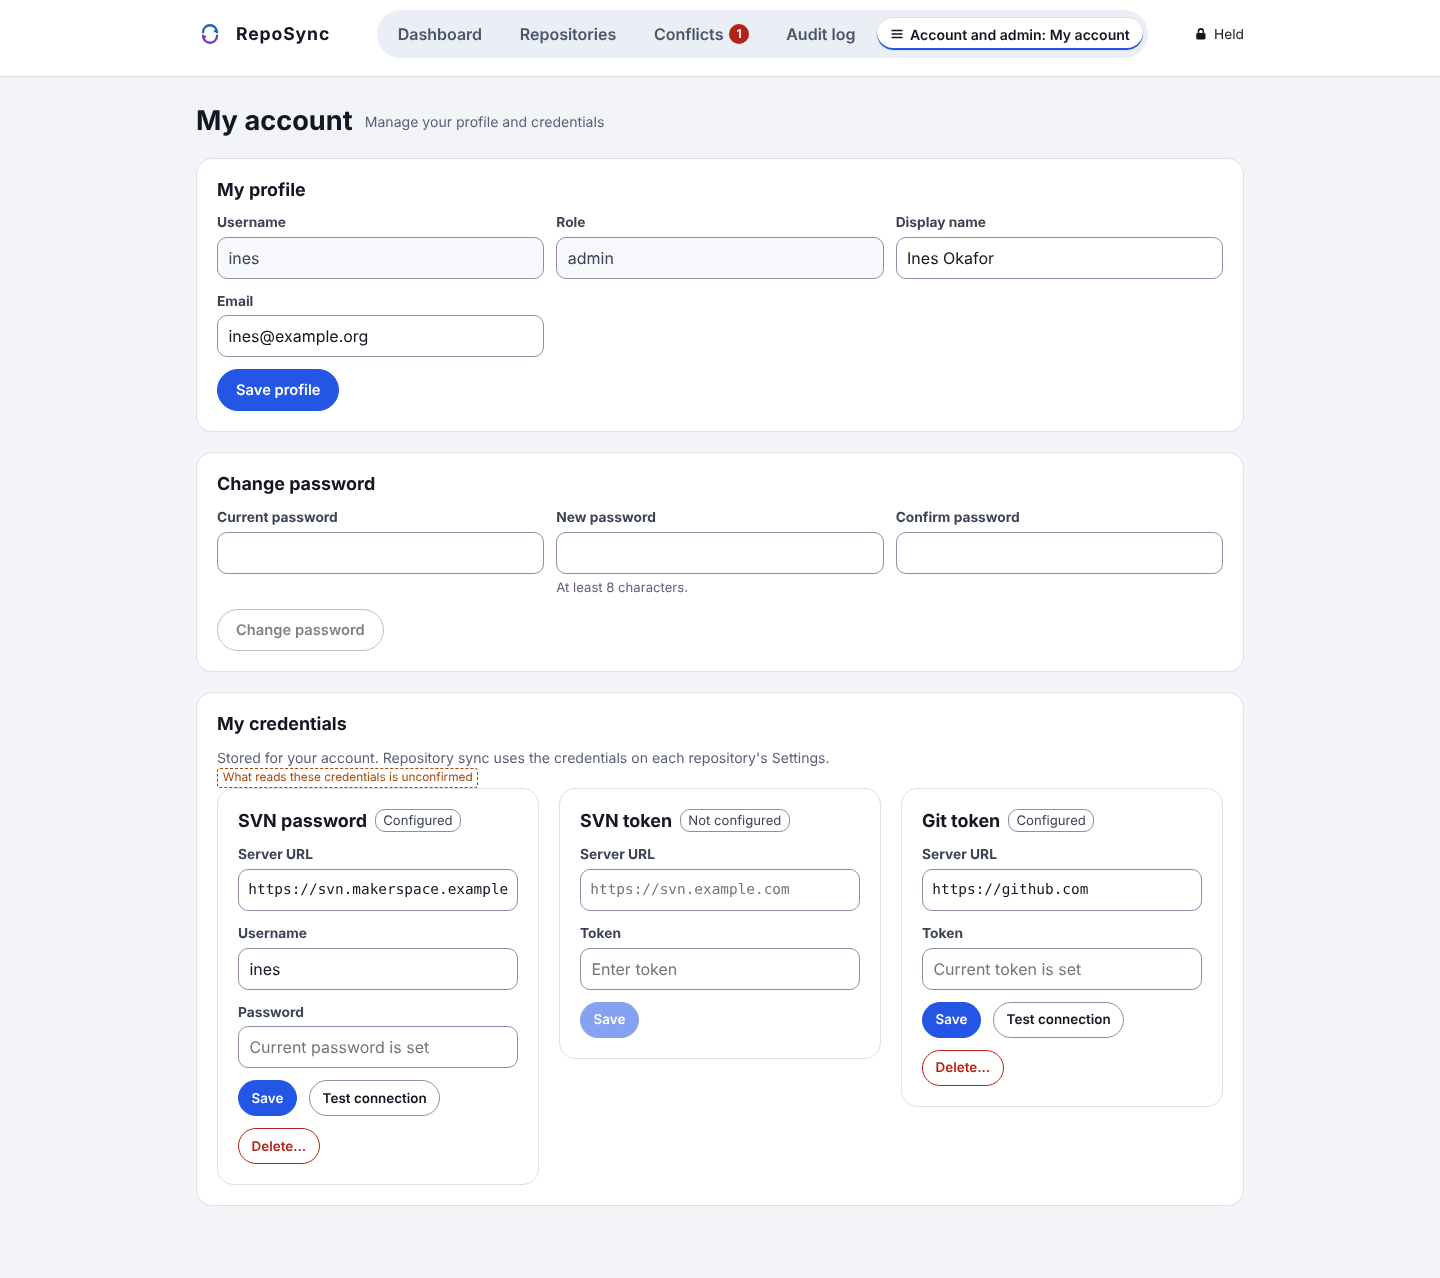 RepoSync
Dashboard
Repositories
Conflicts 1
Audit log
Account and admin: My account
Held
My account
Manage your profile and credentials
My profile
Username
Role
Display name
ines
admin
Ines Okafor
Email
ines@example.org
Save profile
Change password
Current password
New password
Confirm password
At least 8 characters.
Change password
My credentials
Stored for your account. Repository sync uses the credentials on each repository's Settings.
What reads these credentials is unconfirmed
SVN password
Configured
Server URL
https://svn.makerspace.example
Username
ines
Password
Current password is set
Save
Test connection
Delete...
SVN token
Not configured
Server URL
https://svn.example.com
Token
Enter token
Save
Git token
Configured
Server URL
https://github.com
Token
Current token is set
Save
Test connection
Delete...